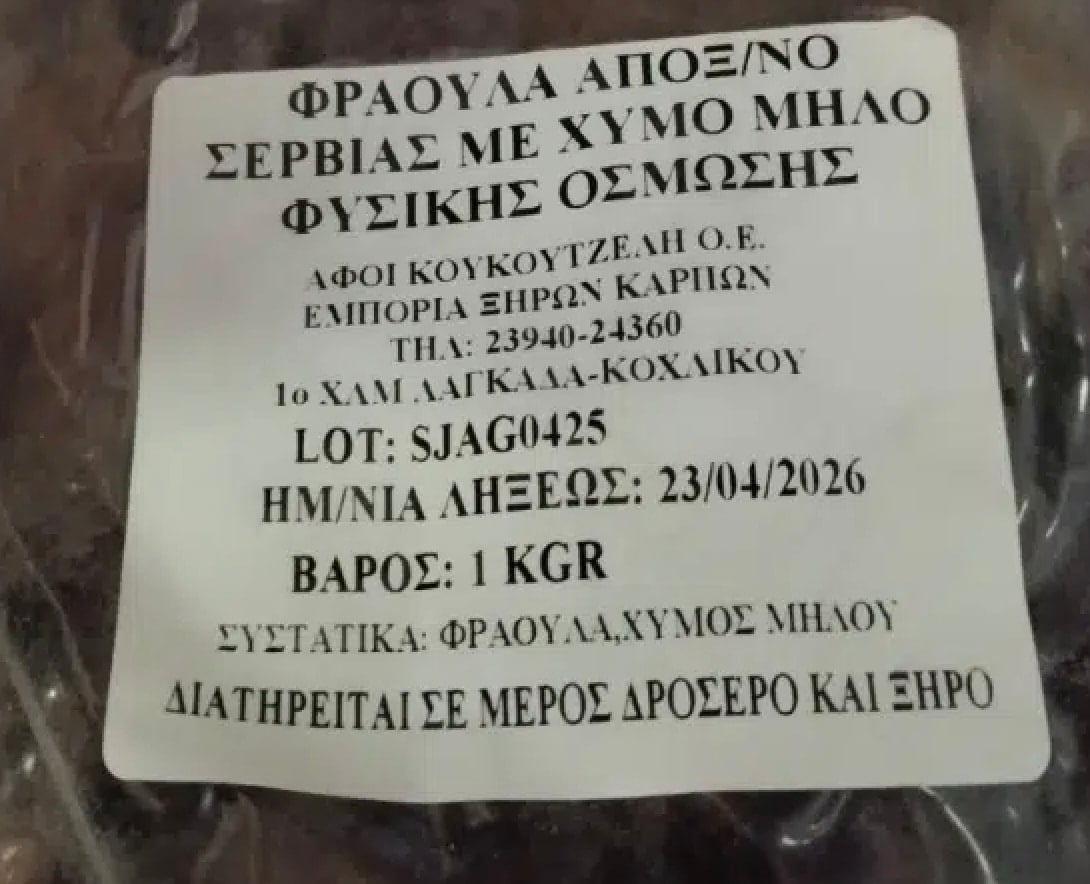 ΦΡΑΟΥΛΑ ΑΠΟΞ/ΝΟ
ΣΕΡΒΙΑΣ ΜΕ ΧΥΜΟ ΜΗΛΟ
ΦΥΣΙΚΗΣ ΟΣΜΩΣΗΣ
ΑΦΟΙ ΚΟΥΚΟΥΤΖΕΛΗ Ο.Ε.
ΕΜΠΟΡΙΑ ΞΗΡΩΝ ΚΑΡΠΩΝ
ΤΗΛ: 23940-24360
1ο ΧΛΜ ΛΑΓΚΑΔΑ-ΚΟΧΛΙΚΟΥ
LOT: SJAG0425
ΗΜ/ΝΙΑ ΛΗΞΕΩΣ: 23/04/2026
ΒΑΡΟΣ: 1 KGR
ΣΥΣΤΑΤΙΚΑ: ΦΡΑΟΥΛΑ,ΧΥΜΟΣ ΜΗΛΟΥ
ΔΙΑΤΗΡΕΙΤΑΙ ΣΕ ΜΕΡΟΣ ΔΡΟΣΕΡΟ ΚΑΙ ΞΗΡΟ